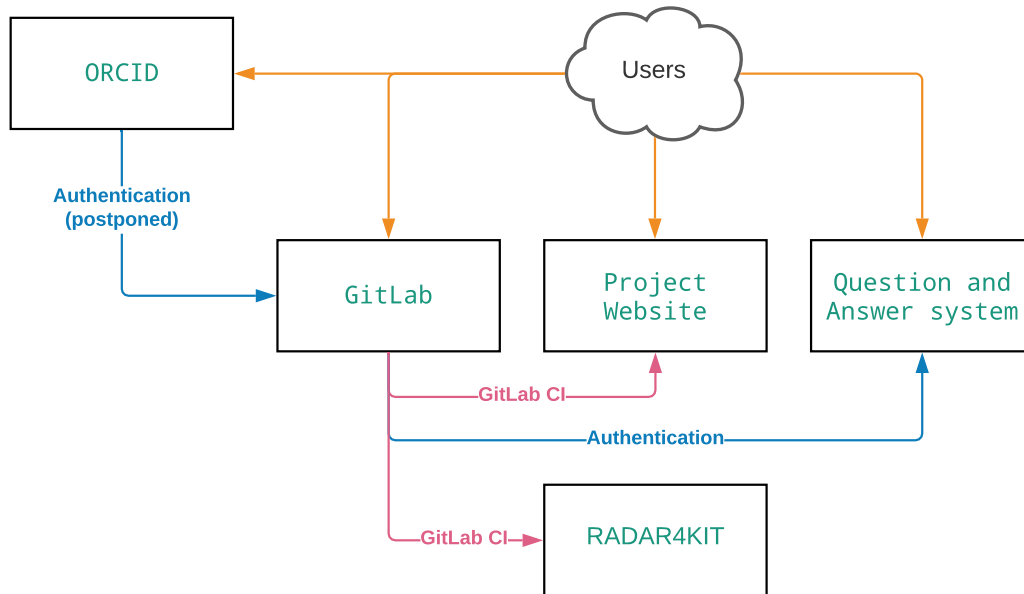 ORCID
Users
Authentication
(postponed)
GitLab
Project
Website
Question and
Answer system
GitLab CI
Authentication
GitLab CI
RADAR4KIT